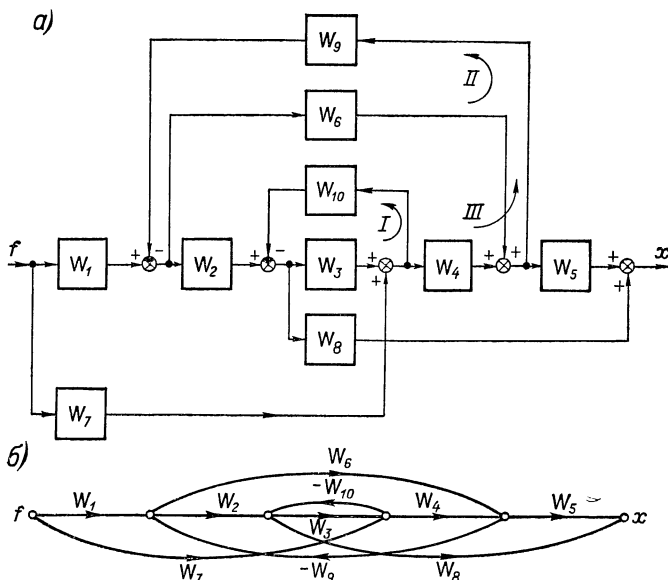 а)
W₉
II
W₆
W₁₀
I
III
f
+
−
+
−
+
+
+
+
+
+
x
W₁
W₂
W₃
W₄
W₅
W₈
W₇
б)
W₆
−W₁₀
f
W₁
W₂
W₃
W₄
W₅
x
W₇
−W₉
W₈